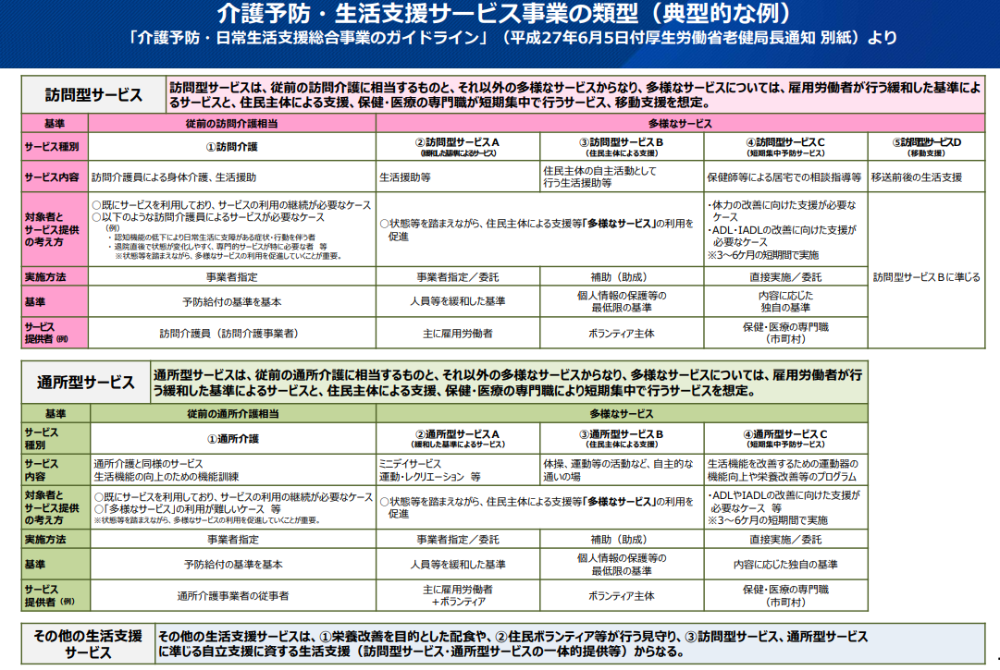 介護予防・生活支援サービス事業の類型（典型的な例）
「介護予防・日常生活支援総合事業のガイドライン」（平成27年6月5日付厚生労働省老健局長通知 別紙）より
訪問型サービス
訪問型サービスは、従前の訪問介護に相当するものと、それ以外の多様なサービスからなり、多様なサービスについては、雇用労働者が行う緩和した基準によ
るサービスと、住民主体による支援、保健・医療の専門職が短期集中で行うサービス、移動支援を想定。
基準
従前の訪問介護相当
多様なサービス
サービス種別
①訪問介護
②訪問型サービスA
（緩和した基準によるサービス）
③訪問型サービスB
（住民主体による支援）
④訪問型サービスC
（短期集中予防サービス）
⑤訪問型サービスD
（移動支援）
サービス内容
訪問介護員による身体介護、生活援助
生活援助等
住民主体の自主活動として
行う生活援助等
保健師等による居宅での相談指導等
移送前後の生活支援
対象者と
サービス提供
の考え方
○既にサービスを利用しており、サービスの利用の継続が必要なケース
○以下のような訪問介護員によるサービスが必要なケース
（例）
・認知機能の低下により日常生活に支障がある症状・行動を伴う者
・退院直後で状態が変化しやすく、専門的サービスが特に必要な者 等
※状態等を踏まえながら、多様なサービスの利用を促進していくことが重要。
○状態等を踏まえながら、住民主体による支援等「多様なサービス」の利用を
促進
・体力の改善に向けた支援が必要な
ケース
・ADL・IADLの改善に向けた支援が
必要なケース
※3～6ケ月の短期間で実施
訪問型サービスBに準じる
実施方法
事業者指定
事業者指定／委託
補助（助成）
直接実施／委託
基準
予防給付の基準を基本
人員等を緩和した基準
個人情報の保護等の
最低限の基準
内容に応じた
独自の基準
サービス
提供者（例）
訪問介護員（訪問介護事業者）
主に雇用労働者
ボランティア主体
保健・医療の専門職
（市町村）
通所型サービス
通所型サービスは、従前の通所介護に相当するものと、それ以外の多様なサービスからなり、多様なサービスについては、雇用労働者が行
う緩和した基準によるサービスと、住民主体による支援、保健・医療の専門職により短期集中で行うサービスを想定。
基準
従前の通所介護相当
多様なサービス
サービス
種別
①通所介護
②通所型サービスA
（緩和した基準によるサービス）
③通所型サービスB
（住民主体による支援）
④通所型サービスC
（短期集中予防サービス）
サービス
内容
通所介護と同様のサービス
生活機能の向上のための機能訓練
ミニデイサービス
運動・レクリエーション 等
体操、運動等の活動など、自主的な
通いの場
生活機能を改善するための運動器の
機能向上や栄養改善等のプログラム
対象者と
サービス提供
の考え方
○既にサービスを利用しており、サービスの利用の継続が必要なケース
○「多様なサービス」の利用が難しいケース 等
※状態等を踏まえながら、多様なサービスの利用を促進していくことが重要。
○状態等を踏まえながら、住民主体による支援等「多様なサービス」の利用を
促進
・ADLやIADLの改善に向けた支援が
必要なケース 等
※3～6ケ月の短期間で実施
実施方法
事業者指定
事業者指定／委託
補助（助成）
直接実施／委託
基準
予防給付の基準を基本
人員等を緩和した基準
個人情報の保護等の
最低限の基準
内容に応じた独自の基準
サービス
提供者（例）
通所介護事業者の従事者
主に雇用労働者
＋ボランティア
ボランティア主体
保健・医療の専門職
（市町村）
その他の生活支援
サービス
その他の生活支援サービスは、①栄養改善を目的とした配食や、②住民ボランティア等が行う見守り、③訪問型サービス、通所型サービス
に準じる自立支援に資する生活支援（訪問型サービス・通所型サービスの一体的提供等）からなる。